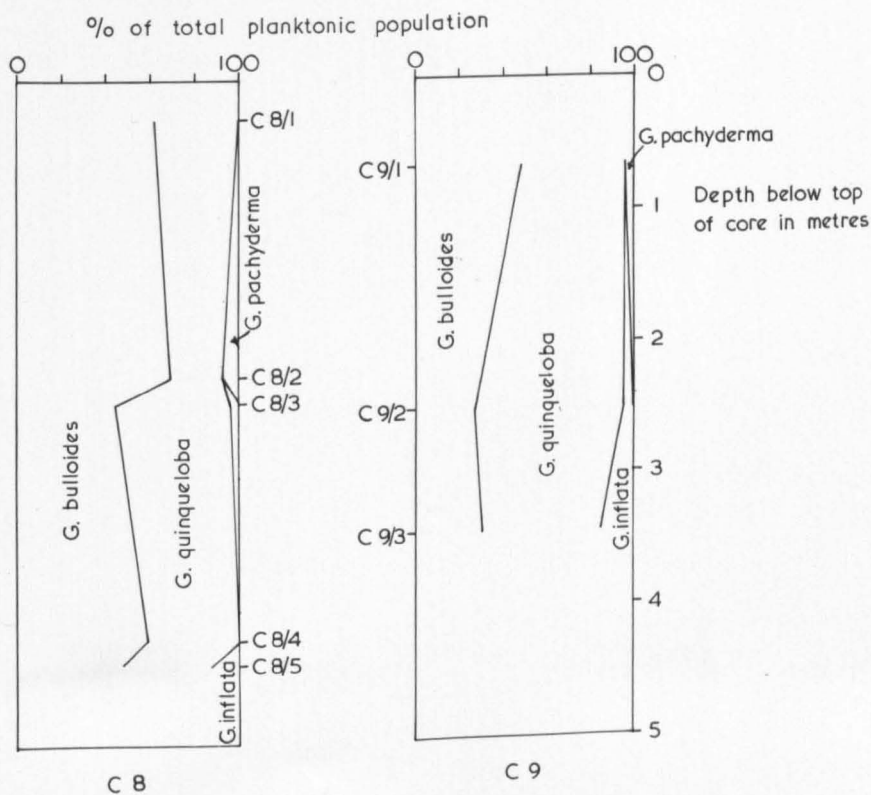 % of total planktonic population
0
100
0
100
0
C 8/1
C 8/2
C 8/3
C 8/4
C 8/5
G. bulloides
G. quinqueloba
G. pachyderma
G. inflata
C 8
C 9/1
C 9/2
C 9/3
G. bulloides
G. quinqueloba
G. pachyderma
G. inflata
1
2
3
4
5
Depth below top
of core in metres
C 9